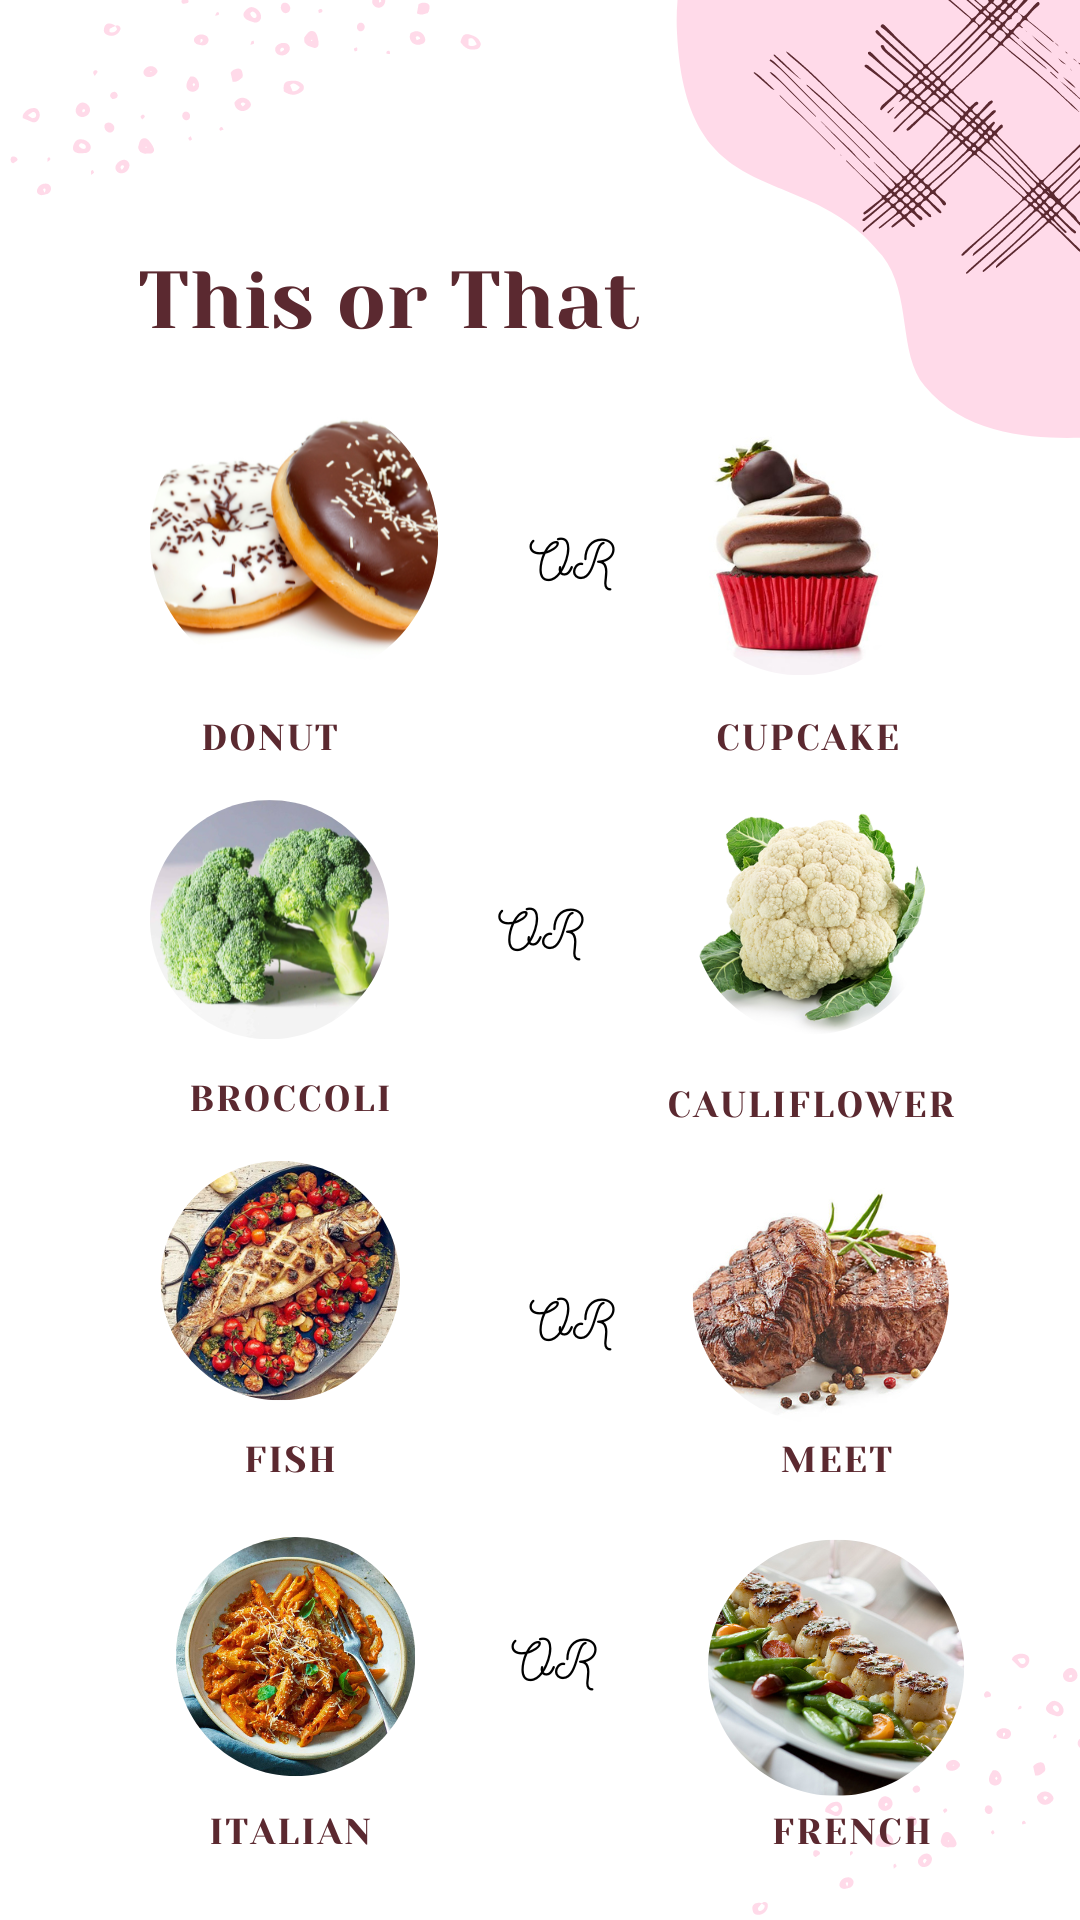 This or That
OR
DONUT
CUPCAKE
OR
BROCCOLI
CAULIFLOWER
OR
FISH
MEET
OR
ITALIAN
FRENCH